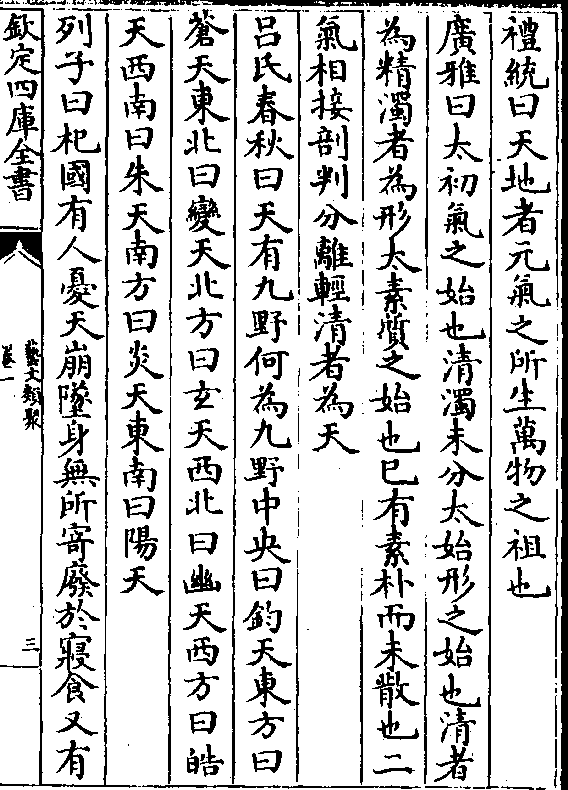 禮統曰天地者元氣之所生萬物之祖也
廣雅曰太初氣之始也清濁未分太始形之始也清者
為精濁者為形太素質之始也已有素朴而未散也二
氣相接剖判分離輕清者為天
吕氏春秋曰天有九野何為九野中央曰鈞天東方曰
蒼天東北曰變天北方曰玄天西北曰幽天西方曰皓
天西南曰朱天南方曰炎天東南曰陽天
列子曰杞國有人憂天崩墜身無所寄廢於寢食又有
欽定四庫全書
藝文類聚
卷一
三